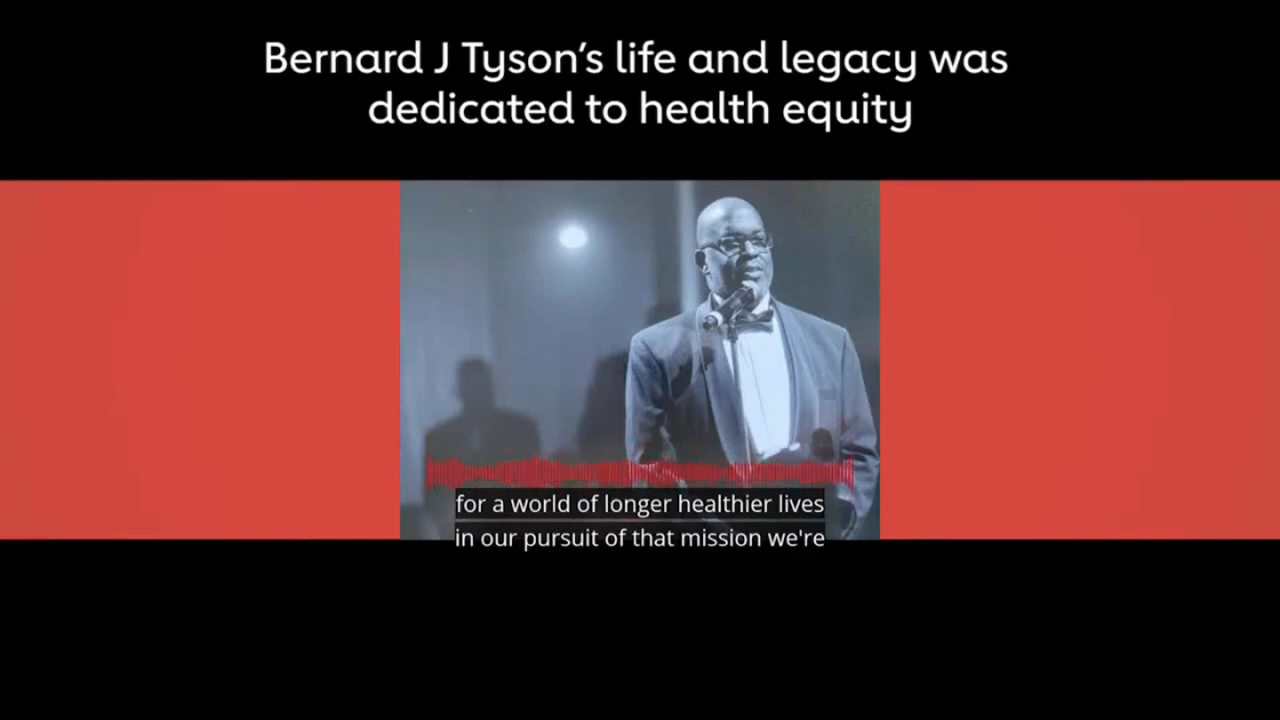 Bernard J Tyson's life and legacy was
dedicated to health equity
for a world of longer healthier lives
in our pursuit of that mission we're